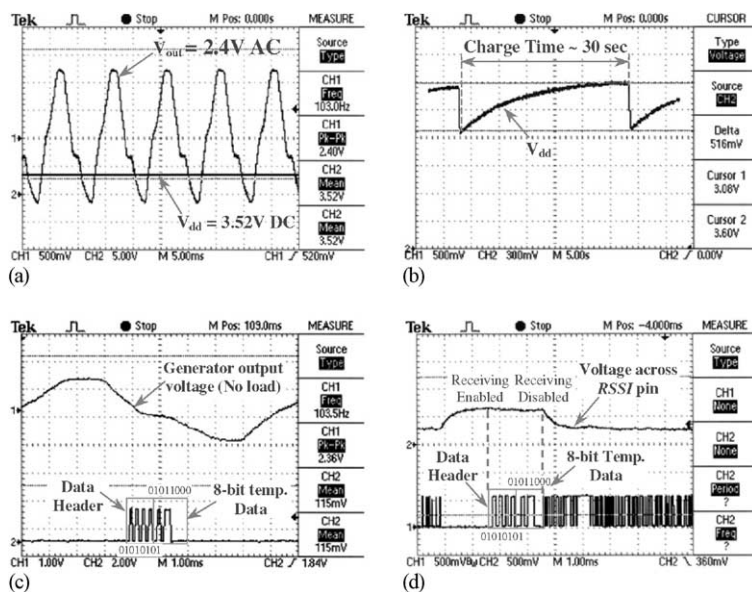 Tek Stop M Pos: 0.000s MEASURE
Vout = 2.4V AC
Source
Type
CH1
Freq
103.0Hz
CH1
Pk-Pk
2.40V
CH2
Mean
3.52V
CH2
Mean
3.52V
1
2
Vdd = 3.52V DC
CH1 500mV CH2 5.00V M 5.00ms CH1 520mV
(a)
Tek Stop M Pos: 0.000s CURSOR
Charge Time ~ 30 sec
Vdd
Type
Voltage
Source
CH2
Delta
516mV
Cursor 1
3.08V
Cursor 2
3.60V
2
CH1 500mV CH2 300mV M 5.00s CH2 0.00V
(b)
Tek Stop M Pos: 109.0ms MEASURE
Generator output
voltage (No load)
1
Data
Header
01011000
8-bit temp.
Data
01010101
2
Source
Type
CH1
Freq
103.5Hz
CH1
Pk-Pk
2.36V
CH2
Mean
115mV
CH2
Mean
115mV
CH1 1.00V CH2 2.00V M 1.00ms CH2 1.84V
(c)
Tek Stop M Pos: -4.000ms MEASURE
Receiving
Enabled
Receiving
Disabled
Voltage across
RSSI pin
2
Data
Header
01011000
8-bit Temp.
Data
01010101
1
Source
Type
CH1
None
CH2
None
CH2
Period
?
CH2
Freq
?
CH1 500mV CH2 500mV M 1.00ms CH2 360mV
(d)